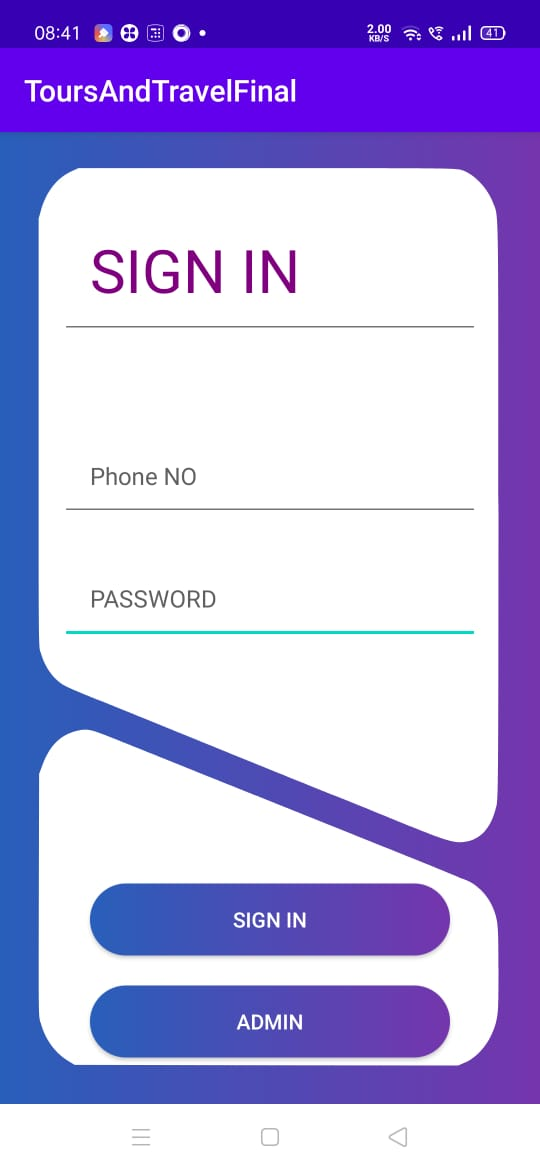 08:41 2.00 KB/S 41
ToursAndTravelFinal
SIGN IN
Phone NO
PASSWORD
SIGN IN
ADMIN